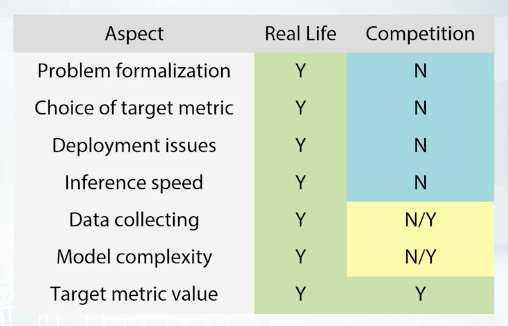 Aspect Real Life Competition
Problem formalization Y N
Choice of target metric Y N
Deployment issues Y N
Inference speed Y N
Data collecting Y N/Y
Model complexity Y N/Y
Target metric value Y Y